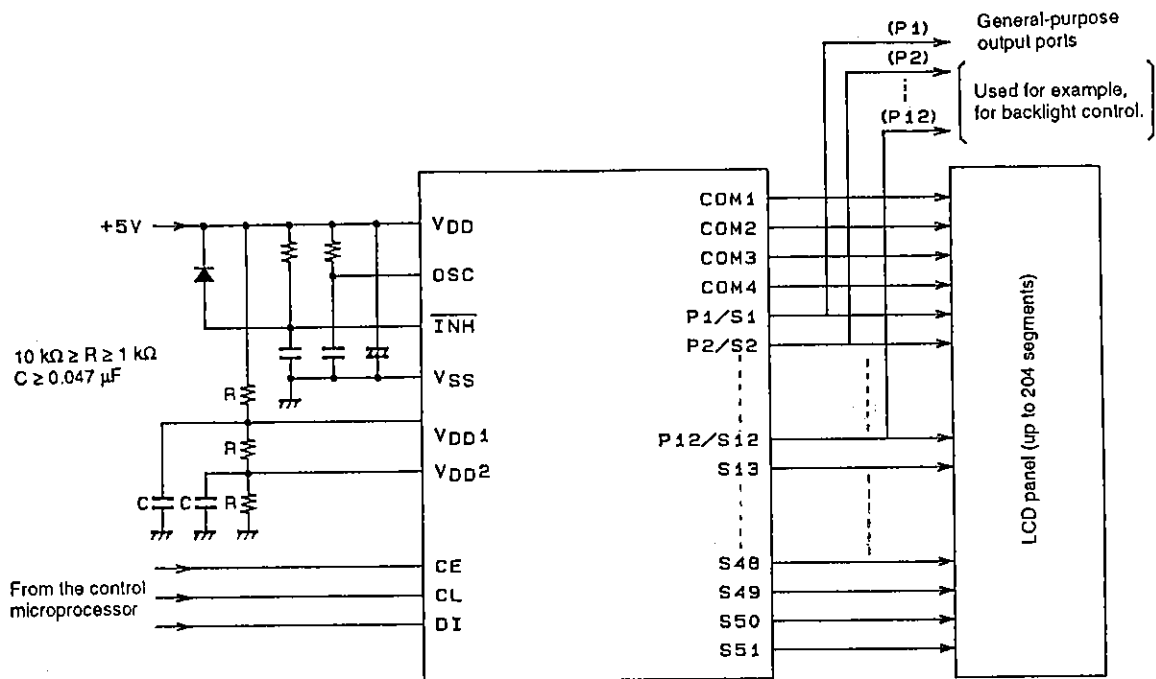 General-purpose
output ports
(P1)
(P2)
(P12)
Used for example,
for backlight control.
+5V
VDD
OSC
INH
VSS
10 kΩ ≥ R ≥ 1 kΩ
C ≥ 0.047 μF
R
VDD1
R
VDD2
C
C
R
From the control
microprocessor
CE
CL
DI
COM1
COM2
COM3
COM4
P1/S1
P2/S2
P12/S12
S13
S48
S49
S50
S51
LCD panel (up to 204 segments)